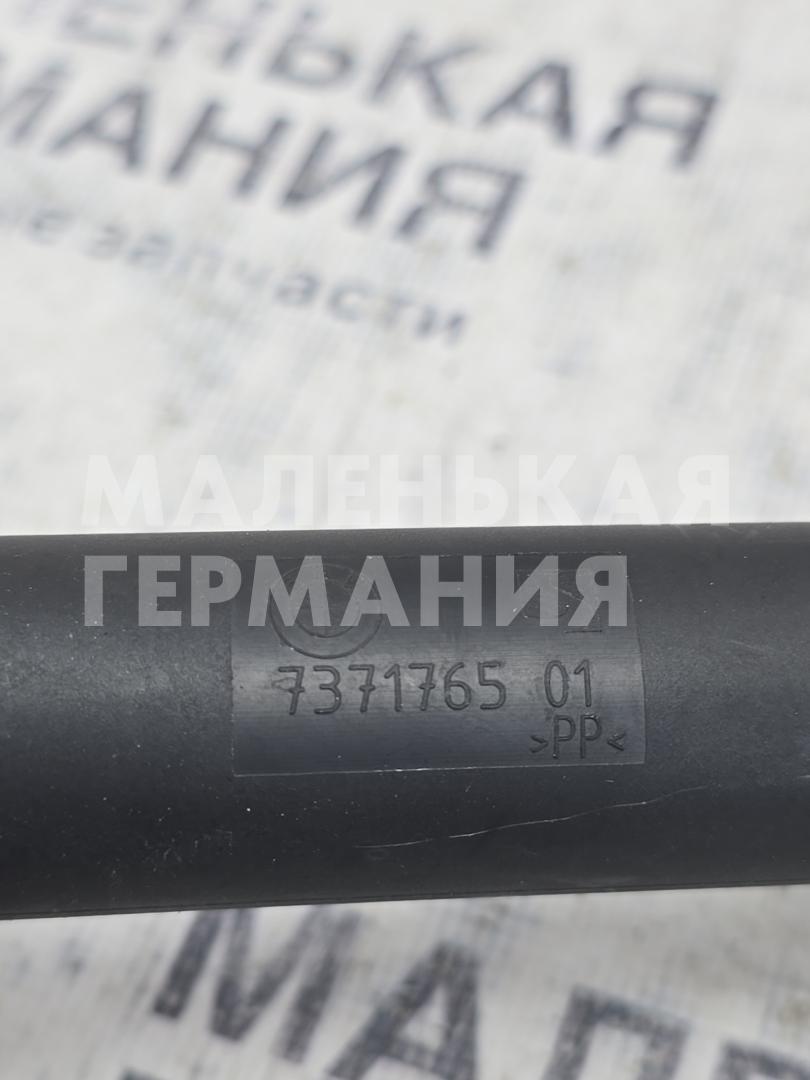 ЕНЬКАЯ
МАНИЯ
запчасти
МАЛЕНЬКАЯ
ГЕРМАНИЯ
7371765 01
>PP<